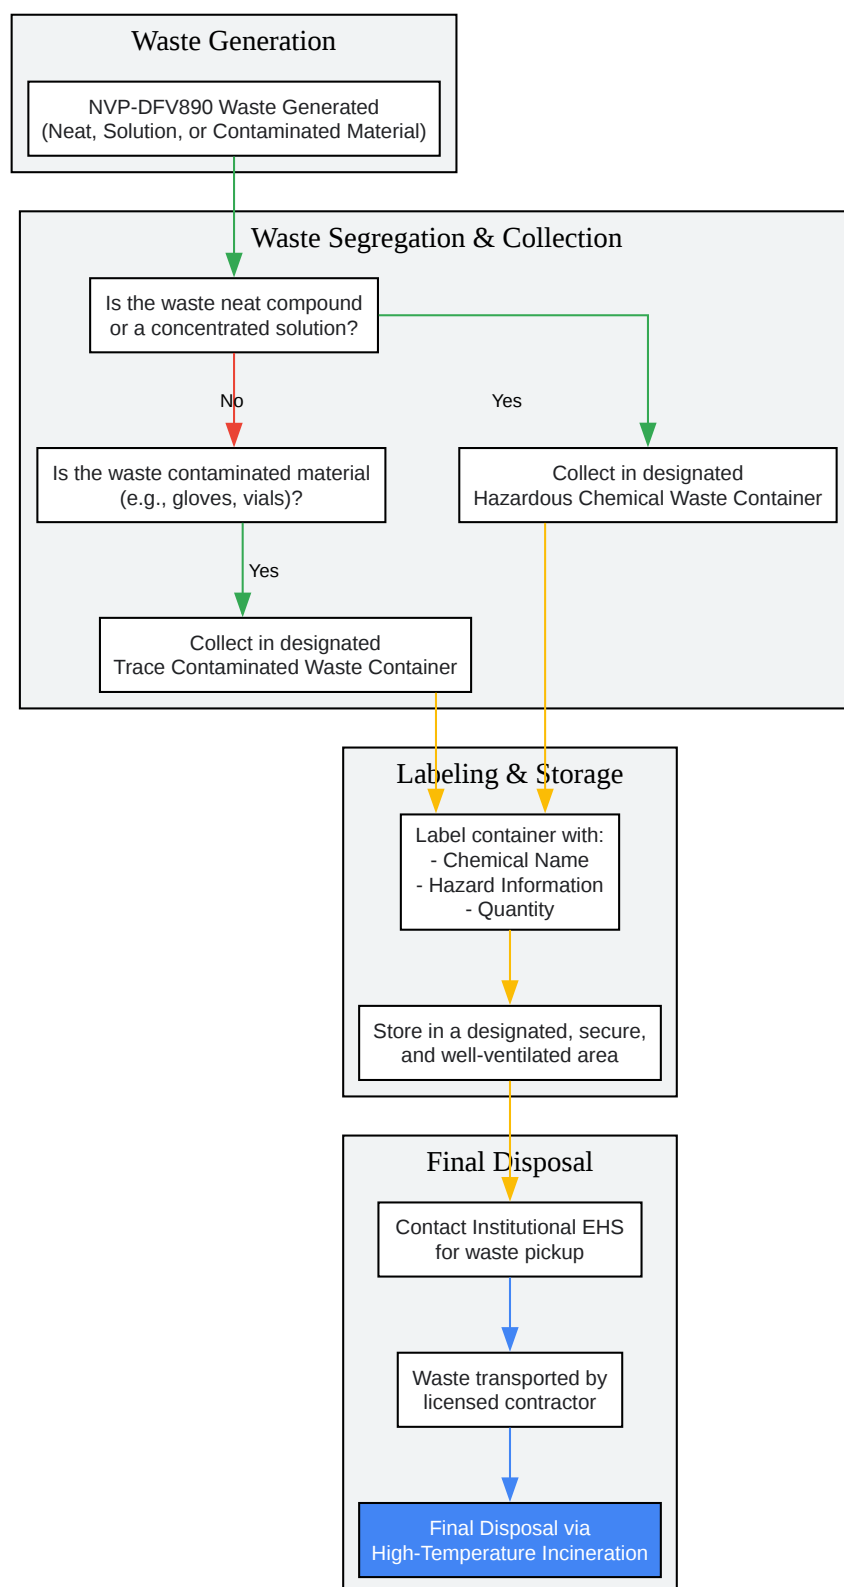 Waste Generation
NVP-DFV890 Waste Generated
(Neat, Solution, or Contaminated Material)
Waste Segregation & Collection
Is the waste neat compound
or a concentrated solution?
No
Yes
Is the waste contaminated material
(e.g., gloves, vials)?
Collect in designated
Hazardous Chemical Waste Container
Yes
Collect in designated
Trace Contaminated Waste Container
Labeling & Storage
Label container with:
- Chemical Name
- Hazard Information
- Quantity
Store in a designated, secure,
and well-ventilated area
Final Disposal
Contact Institutional EHS
for waste pickup
Waste transported by
licensed contractor
Final Disposal via
High-Temperature Incineration